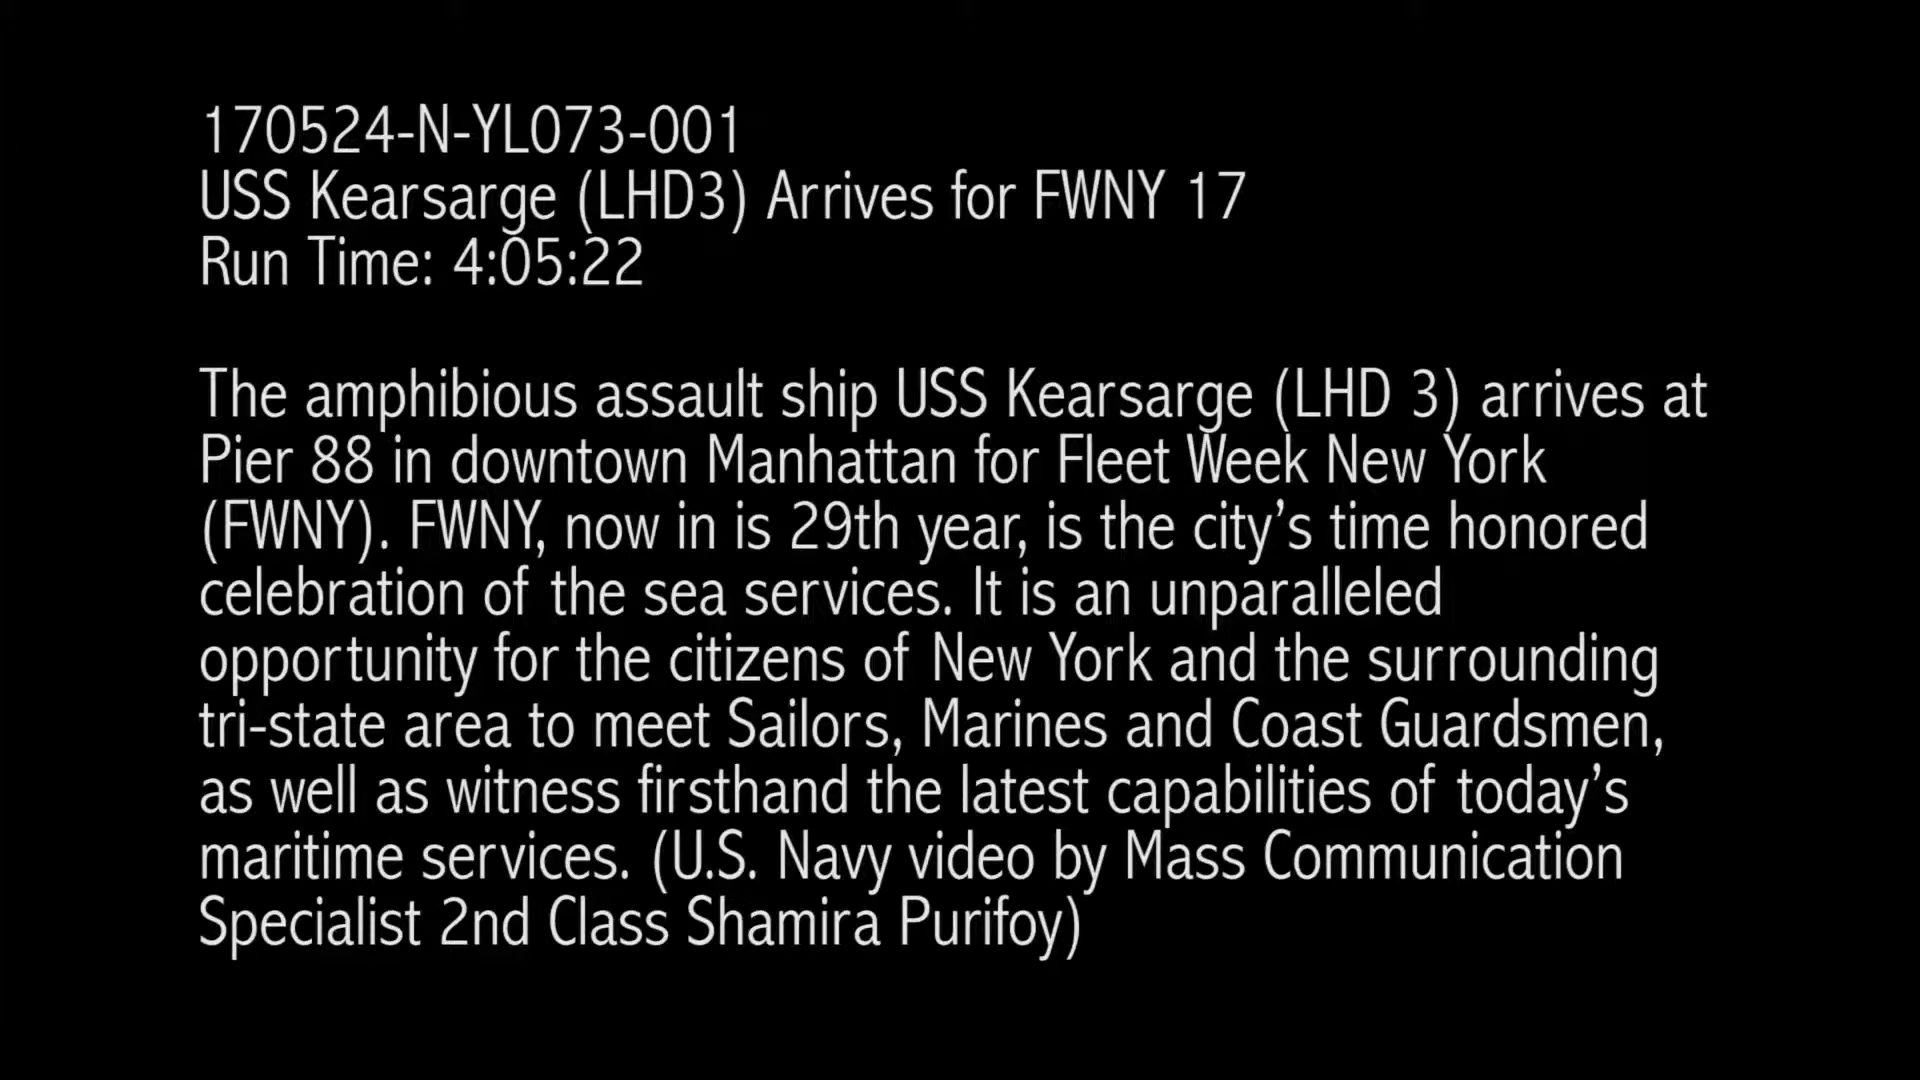 170524-N-YL073-001
USS Kearsarge (LHD3) Arrives for FWNY 17
Run Time: 4:05:22
The amphibious assault ship USS Kearsarge (LHD 3) arrives at
Pier 88 in downtown Manhattan for Fleet Week New York
(FWNY). FWNY, now in is 29th year, is the city’s time honored
celebration of the sea services. It is an unparalleled
opportunity for the citizens of New York and the surrounding
tri-state area to meet Sailors, Marines and Coast Guardsmen,
as well as witness firsthand the latest capabilities of today’s
maritime services. (U.S. Navy video by Mass Communication
Specialist 2nd Class Shamira Purifoy)